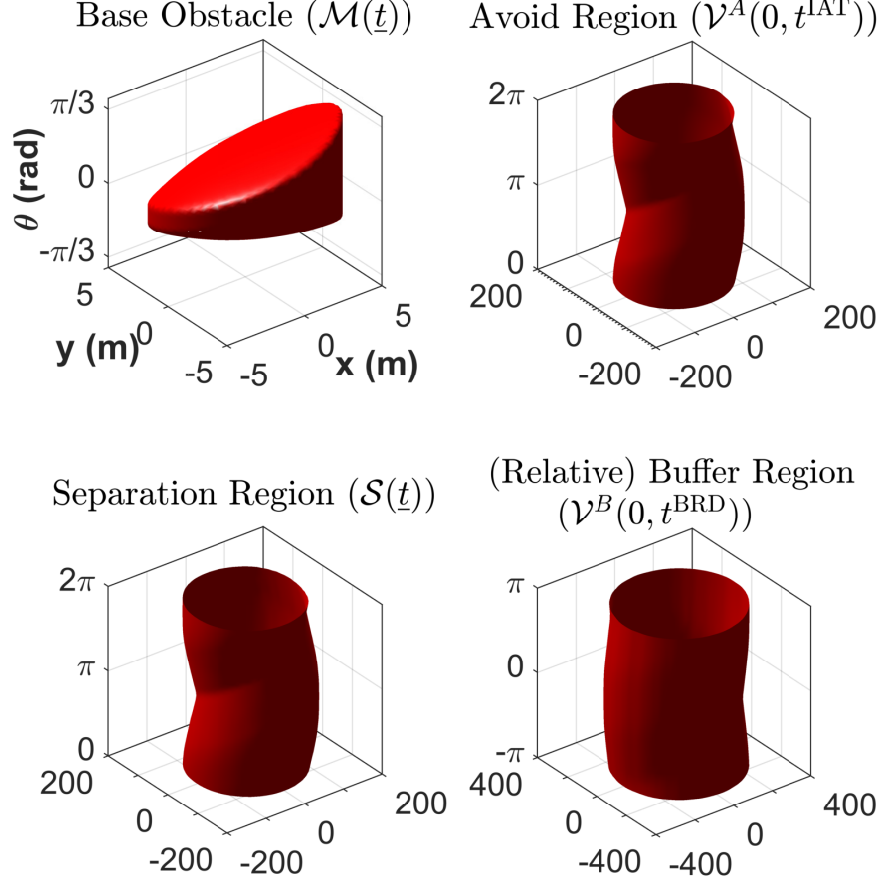 Base Obstacle (𝓜(t̲))
π/3
0
-π/3
θ (rad)
5
0
-5
y (m)
-5
0
5
x (m)
Avoid Region (𝒱^A(0, t^IAT))
2π
π
0
200
0
-200
-200
0
200
Separation Region (𝒮(t̲))
2π
π
0
200
0
-200
-200
0
200
(Relative) Buffer Region
(𝒱^B(0, t^BRD))
π
0
-π
400
0
-400
-400
0
400